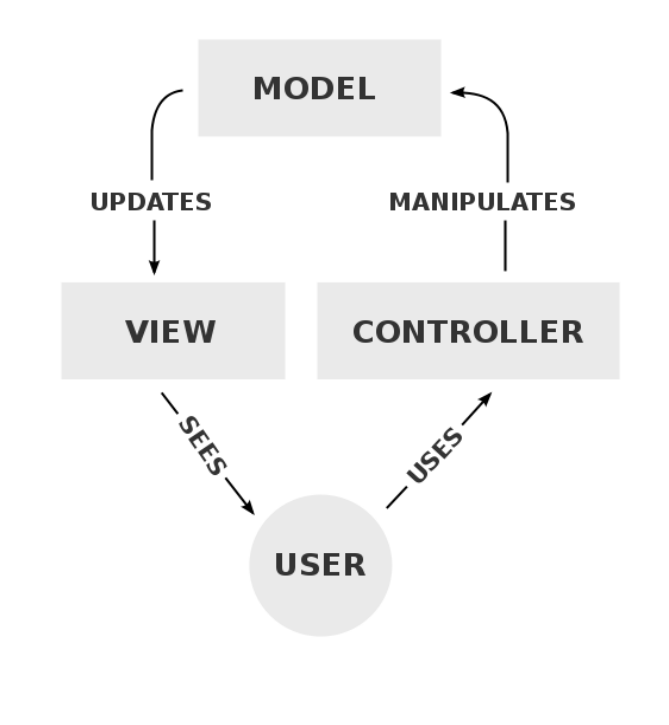 MODEL
UPDATES
MANIPULATES
VIEW
CONTROLLER
SEES
USES
USER